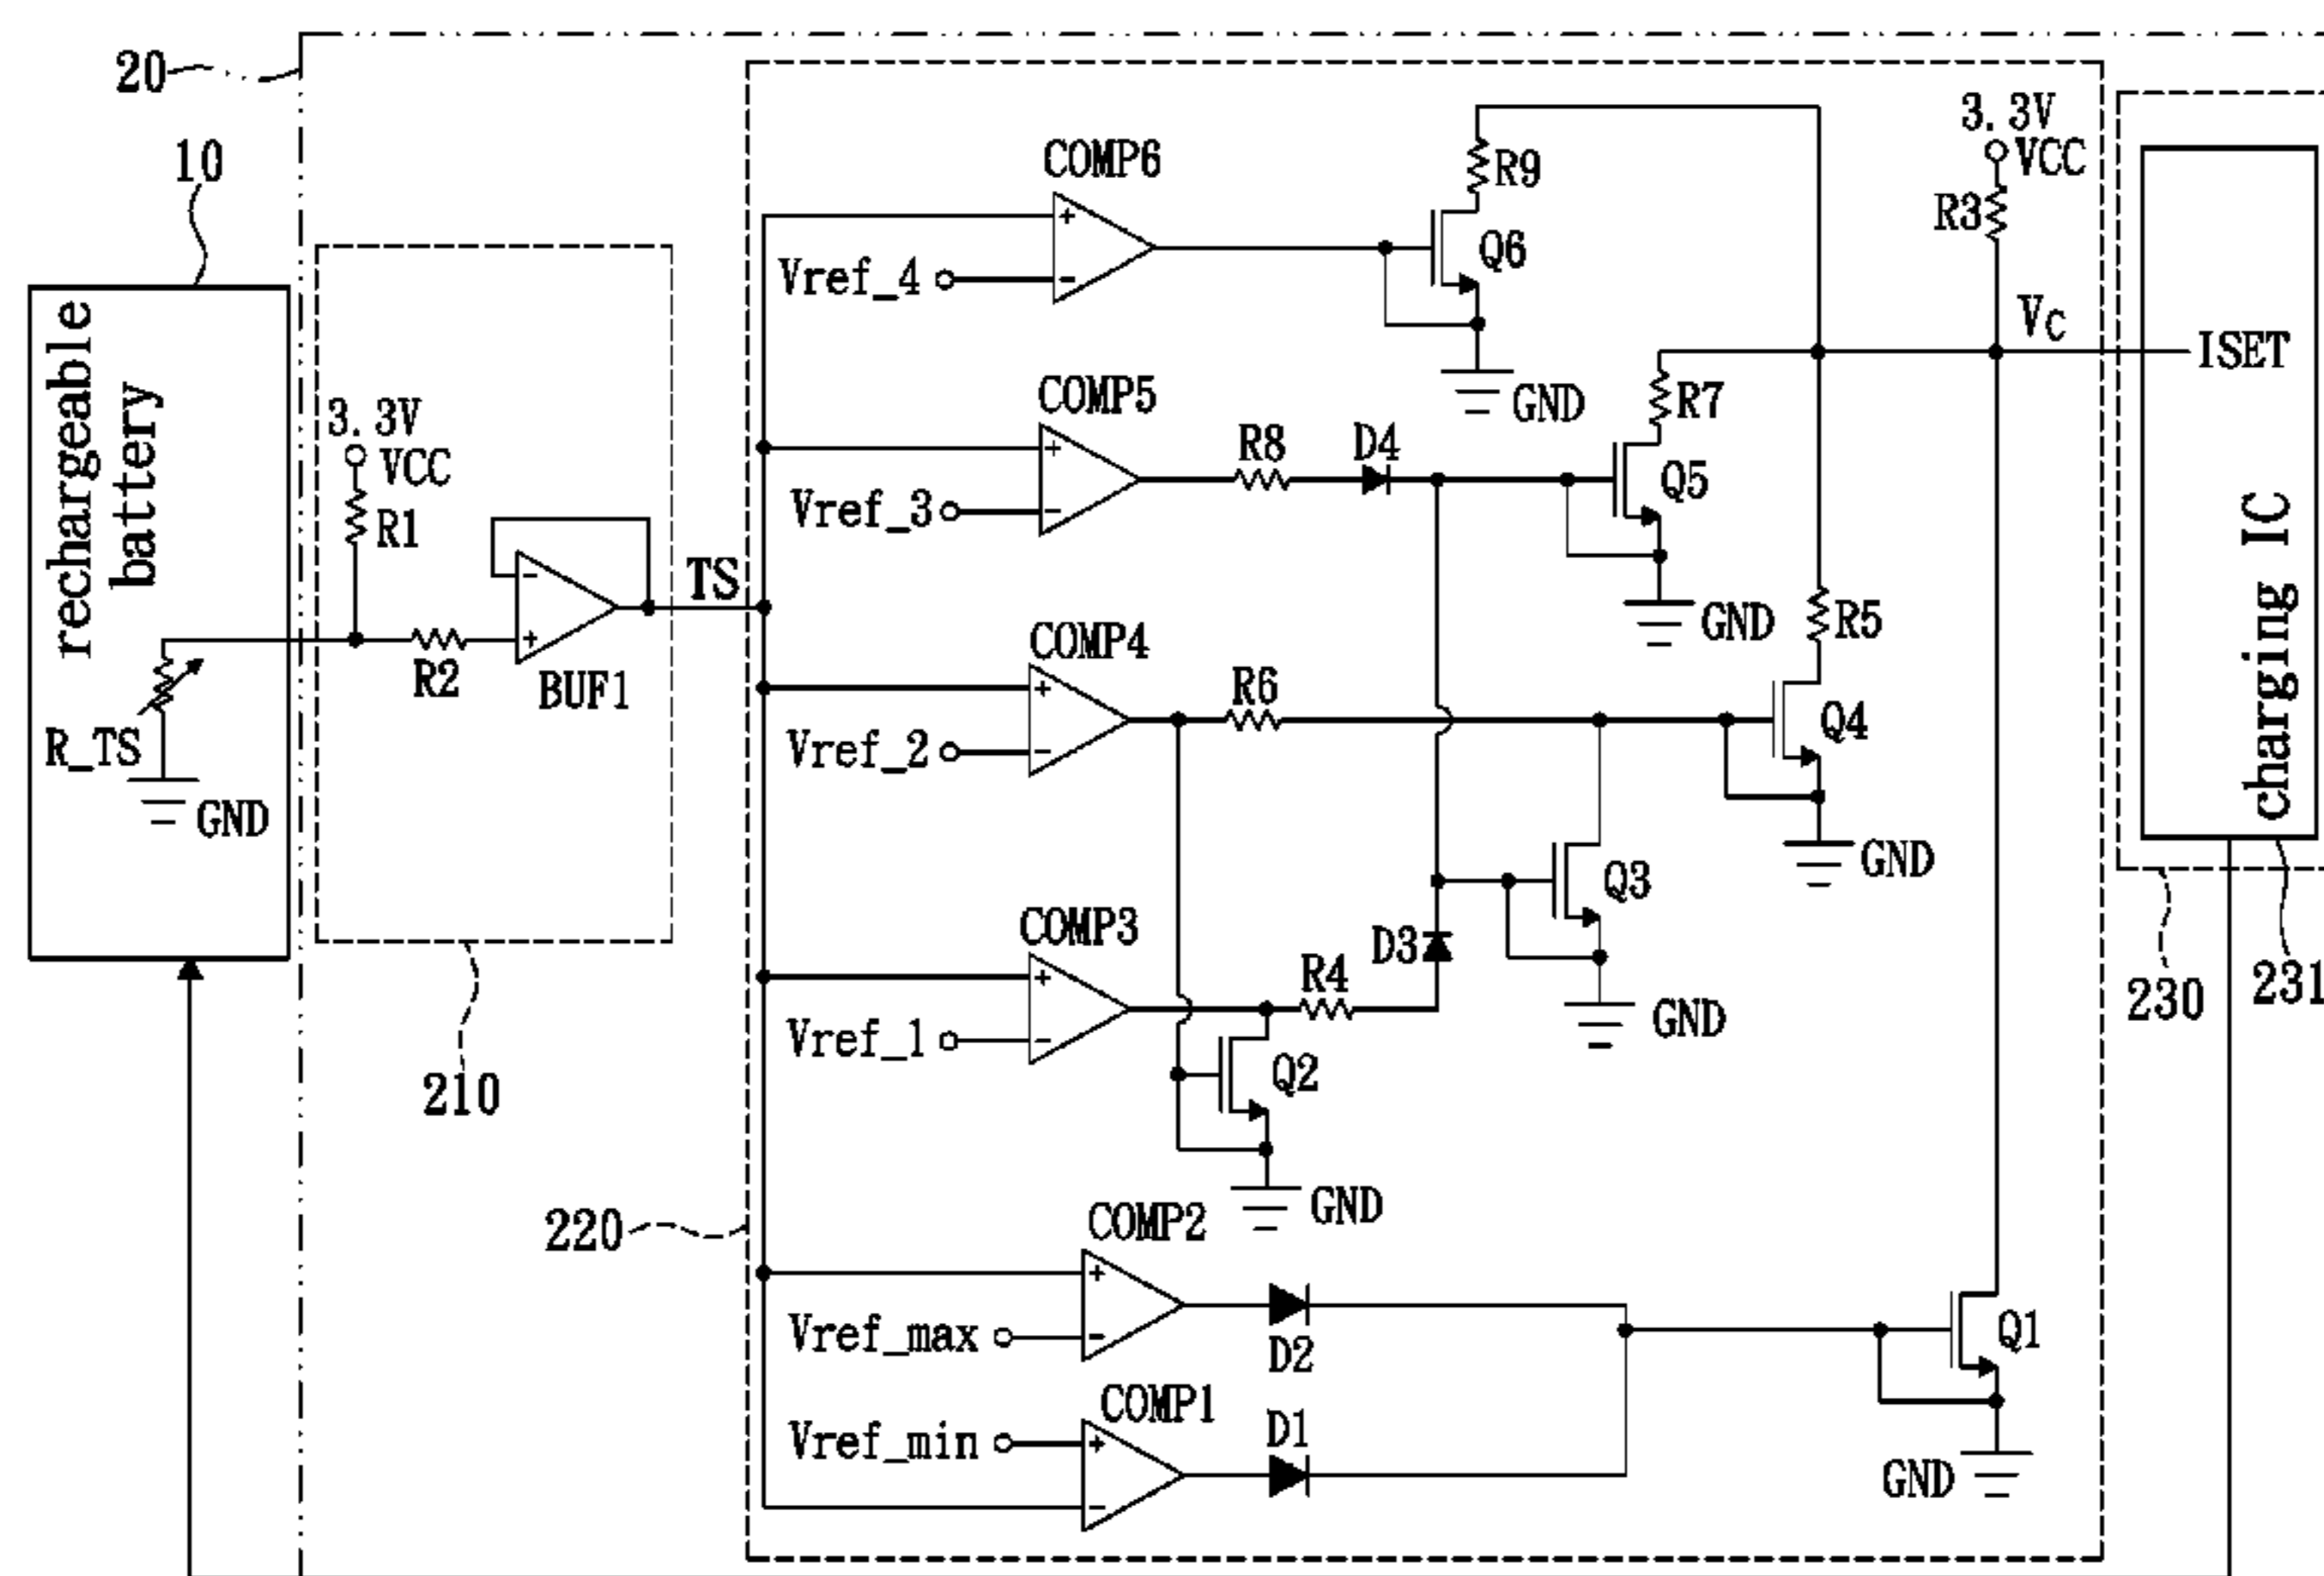 20
10
rechargeable
battery
R_TS
GND
3.3V
VCC
R1
R2
BUF1
TS
210
220
COMP6
Vref_4
R9
Q6
GND
3.3V
VCC
R3
VC
ISET
charging IC
230
231
COMP5
Vref_3
R8
D4
R7
Q5
GND
COMP4
Vref_2
R6
R5
Q4
GND
COMP3
Vref_1
R4
D3
Q3
GND
Q2
GND
COMP2
Vref_max
D2
Q1
COMP1
Vref_min
D1
GND